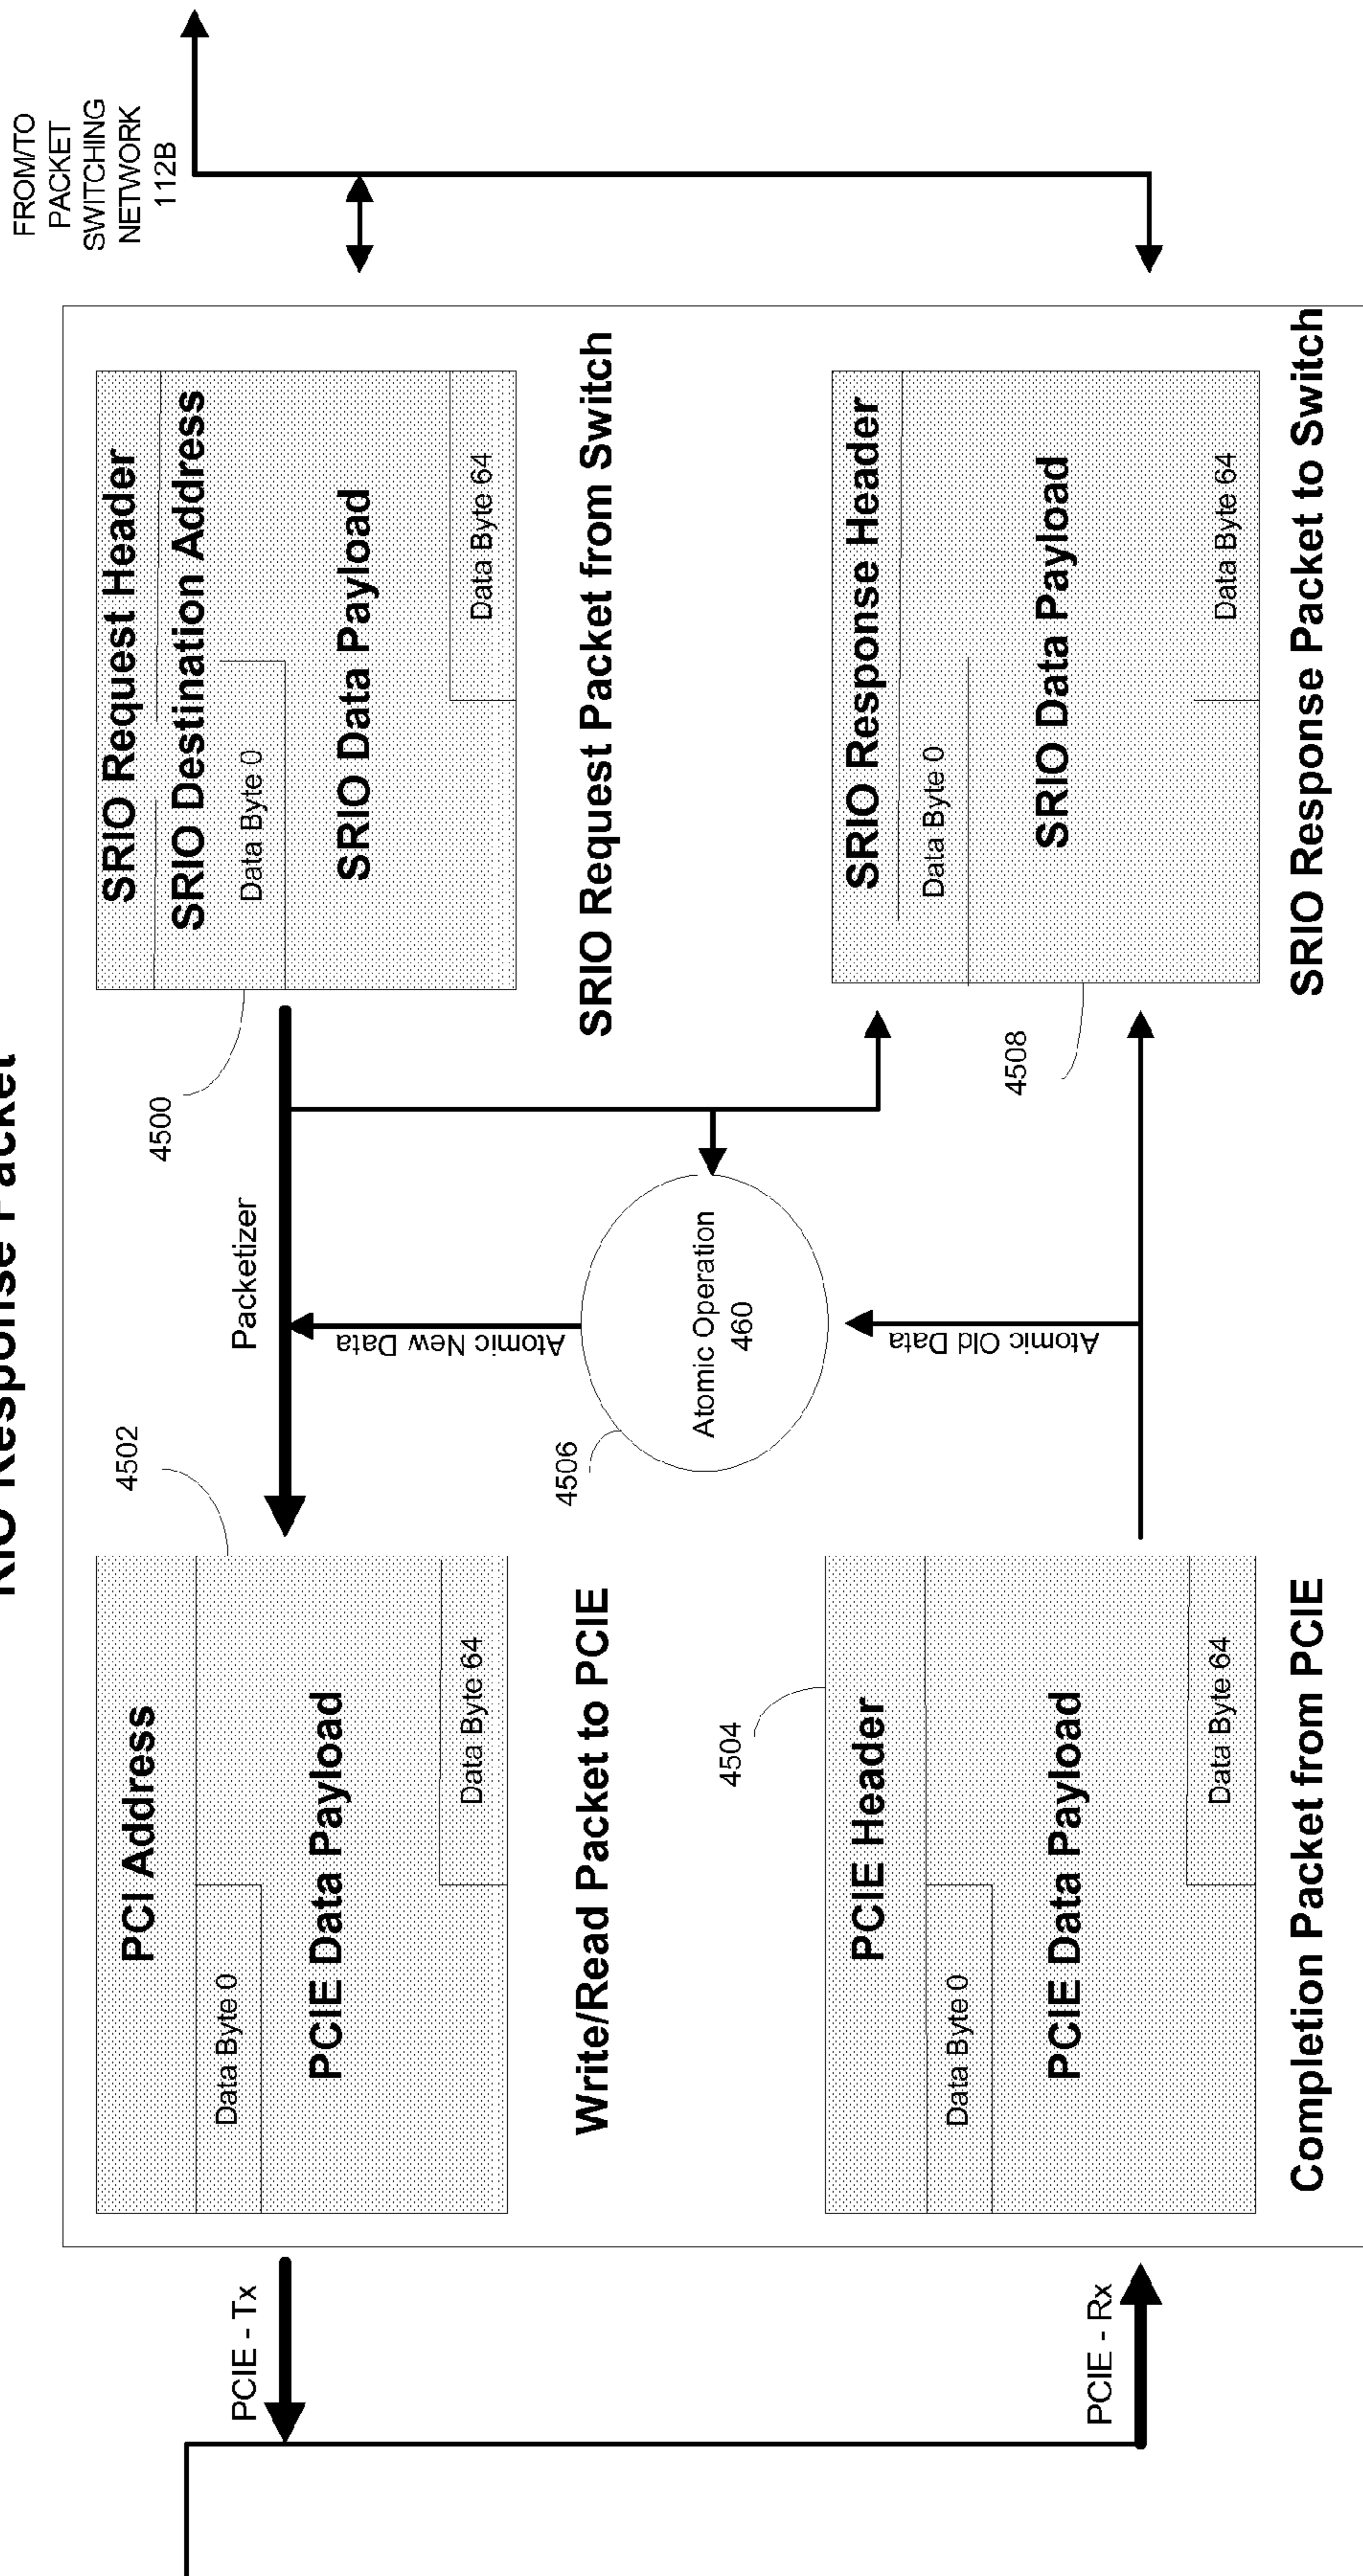 RIO Response Packet
FROM/TO
PACKET
SWITCHING
NETWORK
112B
PCIE - Tx
PCI Address
Data Byte 0
PCIE Data Payload
Data Byte 64
Write/Read Packet to PCIE
4502
Packetizer
4500
SRIO Request Header
SRIO Destination Address
Data Byte 0
SRIO Data Payload
Data Byte 64
SRIO Request Packet from Switch
Atomic New Data
4506
Atomic Operation
460
Atomic Old Data
PCIE - Rx
4504
PCIE Header
Data Byte 0
PCIE Data Payload
Data Byte 64
Completion Packet from PCIE
4508
SRIO Response Header
Data Byte 0
SRIO Data Payload
Data Byte 64
SRIO Response Packet to Switch